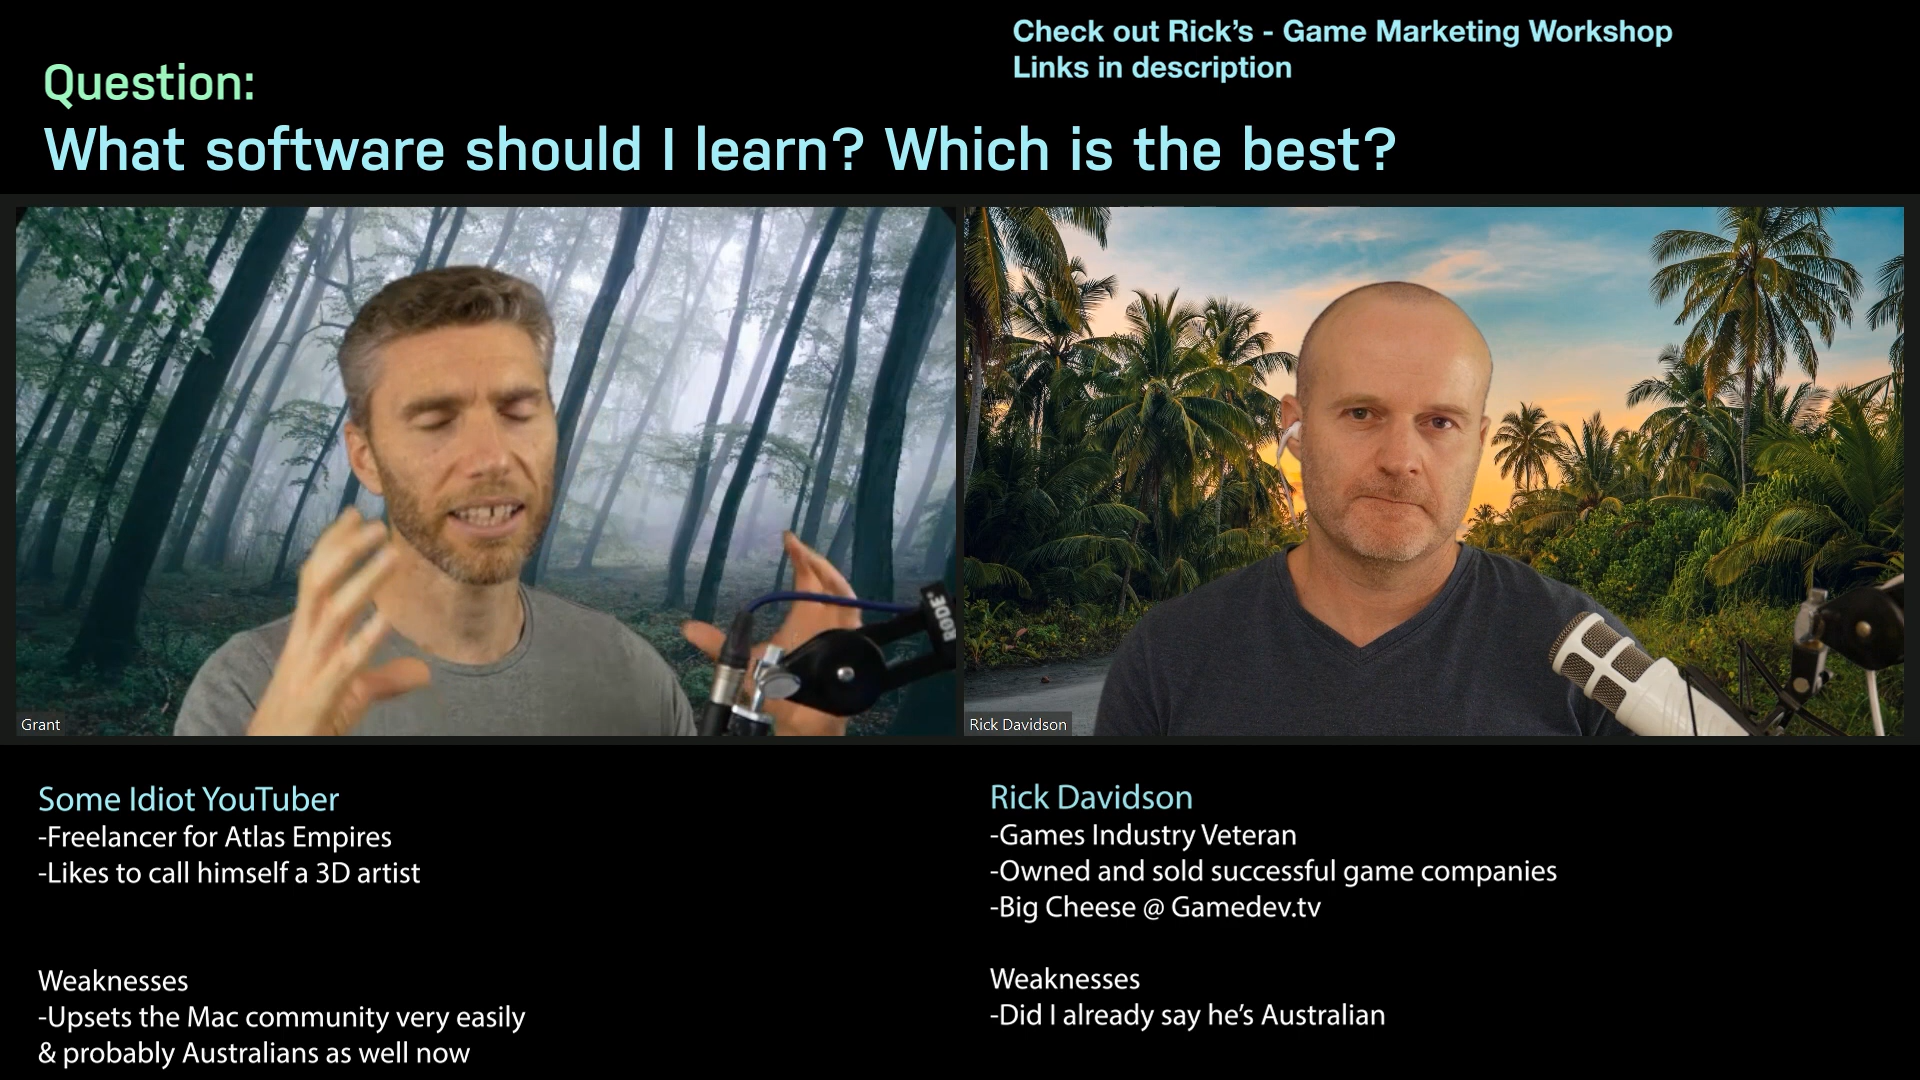 Check out Rick's - Game Marketing Workshop
Links in description
Question:
What software should I learn? Which is the best?
RODE
Grant
Rick Davidson
Some Idiot YouTuber
-Freelancer for Atlas Empires
-Likes to call himself a 3D artist
Weaknesses
-Upsets the Mac community very easily
& probably Australians as well now
Rick Davidson
-Games Industry Veteran
-Owned and sold successful game companies
-Big Cheese @ Gamedev.tv
Weaknesses
-Did I already say he's Australian